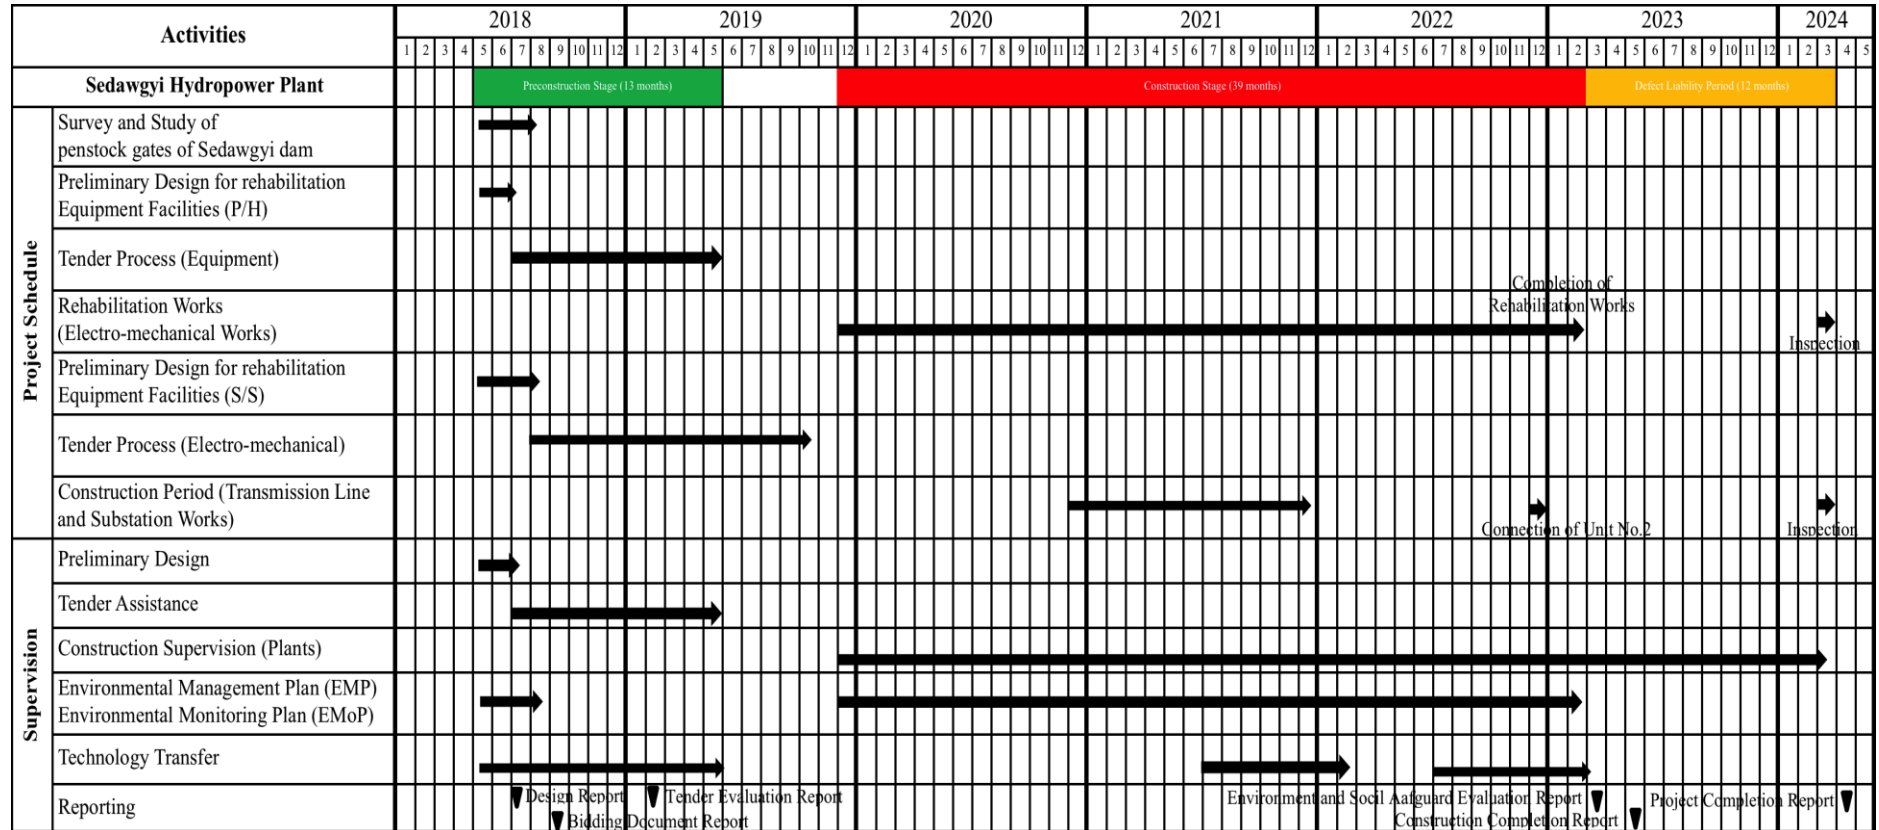 Activities
2018 2019 2020 2021 2022 2023 2024
1 2 3 4 5 6 7 8 9 10 11 12 1 2 3 4 5 6 7 8 9 10 11 12 1 2 3 4 5 6 7 8 9 10 11 12 1 2 3 4 5 6 7 8 9 10 11 12 1 2 3 4 5 6 7 8 9 10 11 12 1 2 3 4 5 6 7 8 9 10 11 12 1 2 3 4 5
Sedawgyi Hydropower Plant
Preconstruction Stage (13 months)
Construction Stage (39 months)
Defect Liability Period (12 months)
Project Schedule
Survey and Study of
penstock gates of Sedawgyi dam
Preliminary Design for rehabilitation
Equipment Facilities (P/H)
Tender Process (Equipment)
Rehabilitation Works
(Electro-mechanical Works)
Completion of
Rehabilitation Works
Inspection
Preliminary Design for rehabilitation
Equipment Facilities (S/S)
Tender Process (Electro-mechanical)
Construction Period (Transmission Line
and Substation Works)
Connection of Unit No.2
Inspection
Supervision
Preliminary Design
Tender Assistance
Construction Supervision (Plants)
Environmental Management Plan (EMP)
Environmental Monitoring Plan (EMoP)
Technology Transfer
Reporting
Design Report
Tender Evaluation Report
Bidding Document Report
Environment and Socil Aafguard Evaluation Report
Construction Completion Report
Project Completion Report